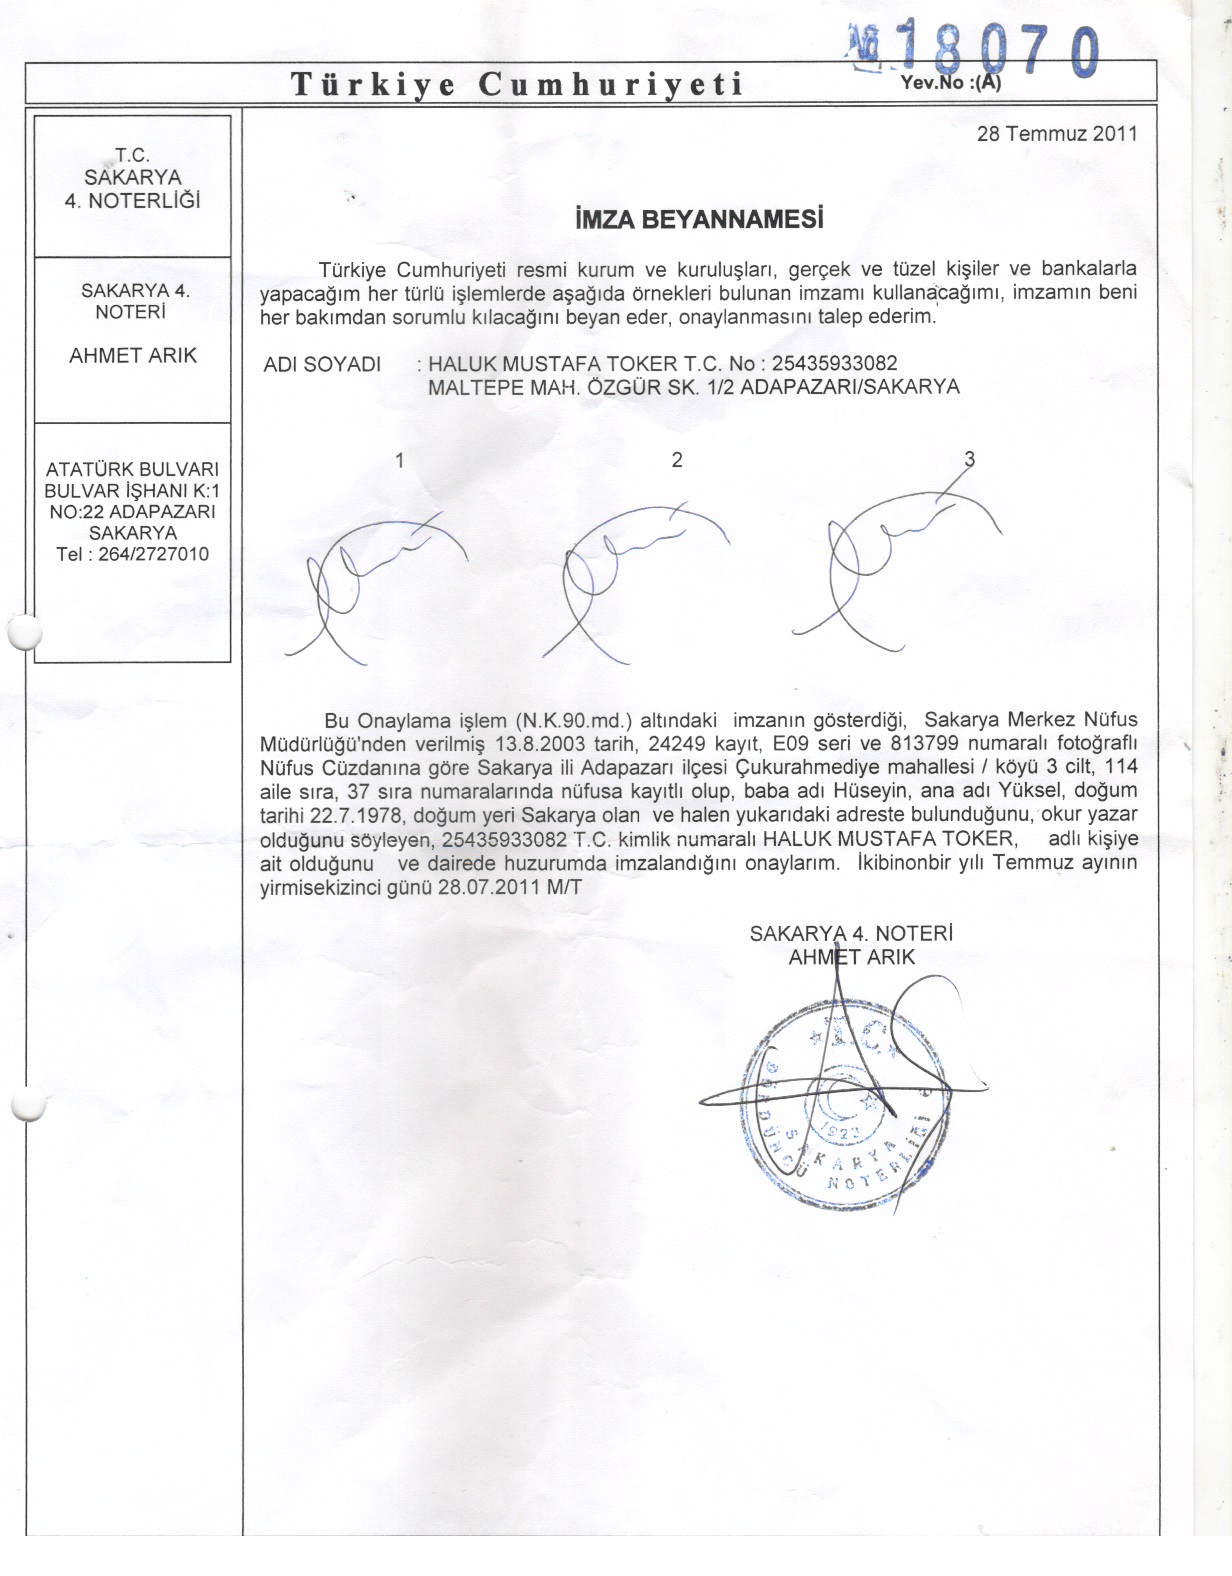 № 18070
Türkiye Cumhuriyeti
Yev.No :(A)
T.C.
SAKARYA
4. NOTERLİĞİ
SAKARYA 4.
NOTERİ
AHMET ARIK
ATATÜRK BULVARI
BULVAR İŞHANI K:1
NO:22 ADAPAZARI
SAKARYA
Tel : 264/2727010
28 Temmuz 2011
İMZA BEYANNAMESİ
Türkiye Cumhuriyeti resmi kurum ve kuruluşları, gerçek ve tüzel kişiler ve bankalarla
yapacağım her türlü işlemlerde aşağıda örnekleri bulunan imzamı kullanacağımı, imzamın beni
her bakımdan sorumlu kılacağını beyan eder, onaylanmasını talep ederim.
ADI SOYADI : HALUK MUSTAFA TOKER T.C. No : 25435933082
MALTEPE MAH. ÖZGÜR SK. 1/2 ADAPAZARI/SAKARYA
1 2 3
Bu Onaylama işlem (N.K.90.md.) altındaki imzanın gösterdiği, Sakarya Merkez Nüfus
Müdürlüğü'nden verilmiş 13.8.2003 tarih, 24249 kayıt, E09 seri ve 813799 numaralı fotoğraflı
Nüfus Cüzdanına göre Sakarya ili Adapazarı ilçesi Çukurahmediye mahallesi / köyü 3 cilt, 114
aile sıra, 37 sıra numaralarında nüfusa kayıtlı olup, baba adı Hüseyin, ana adı Yüksel, doğum
tarihi 22.7.1978, doğum yeri Sakarya olan ve halen yukarıdaki adreste bulunduğunu, okur yazar
olduğunu söyleyen, 25435933082 T.C. kimlik numaralı HALUK MUSTAFA TOKER, adlı kişiye
ait olduğunu ve dairede huzurumda imzalandığını onaylarım. İkibinonbir yılı Temmuz ayının
yirmisekizinci günü 28.07.2011 M/T
SAKARYA 4. NOTERİ
AHMET ARIK
T.C.
1923
SAKARYA
DÖRDÜNCÜ NOTERLİĞİ